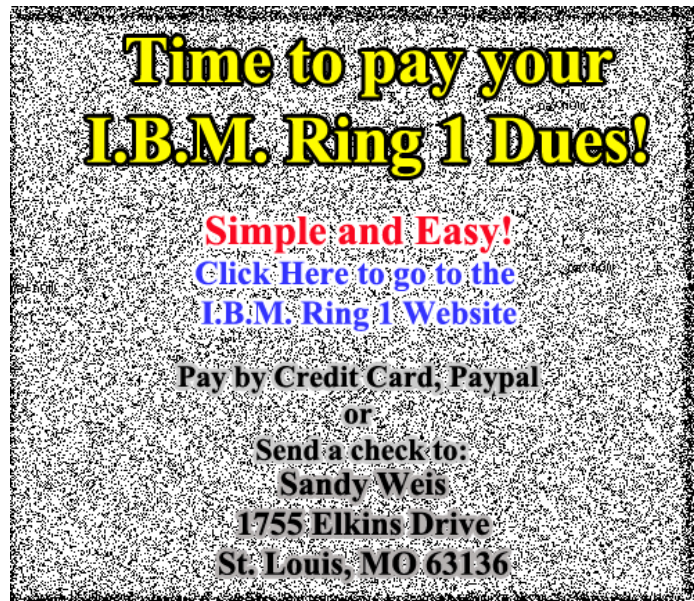 Time to pay your
I.B.M. Ring 1 Dues!
Simple and Easy!
Click Here to go to the
I.B.M. Ring 1 Website
Pay by Credit Card, Paypal
or
Send a check to:
Sandy Weis
1755 Elkins Drive
St. Louis, MO 63136